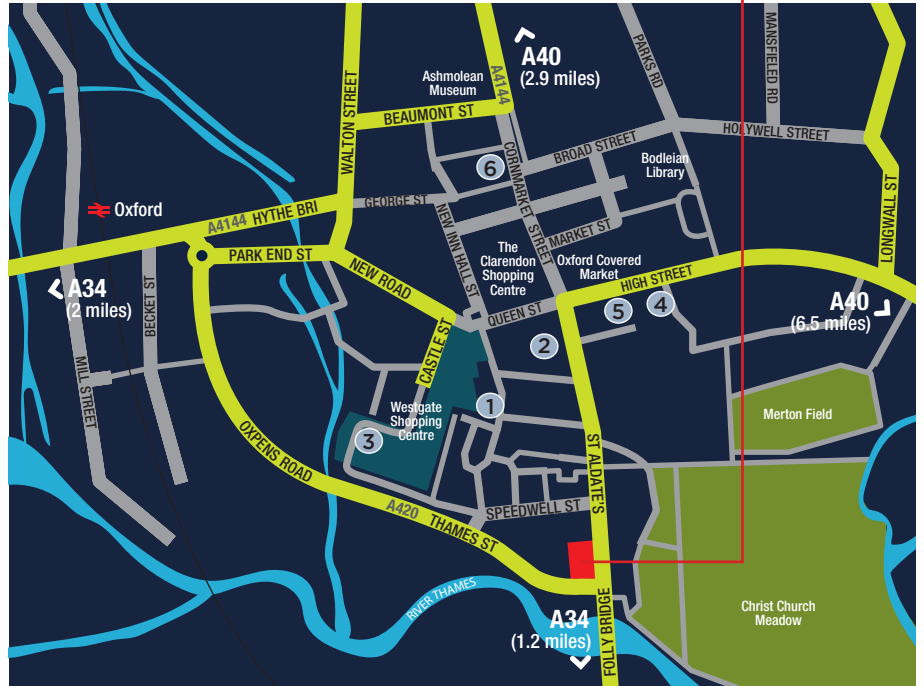 A40
(2.9 miles)
PARKS RD
MANSFIELED RD
Ashmolean
Museum
A4144
WALTON STREET
BEAUMONT ST
HOLYWELL STREET
BROAD STREET
CORNMARKET STREET
6
Bodleian
Library
LONGWALL ST
Oxford
A4144 HYTHE BRI
GEORGE ST
NEW INN HALL ST
MARKET ST
The
Clarendon
Shopping
Centre
Oxford Covered
Market
PARK END ST
NEW ROAD
HIGH STREET
A34
(2 miles)
BECKET ST
A40
(6.5 miles)
QUEEN ST
5
4
2
CASTLE ST
MILL STREET
1
Westgate
Shopping
Centre
3
Merton Field
OXPENS ROAD
ST ALDATE'S
A420 THAMES ST
SPEEDWELL ST
RIVER THAMES
FOLLY BRIDGE
A34
(1.2 miles)
Christ Church
Meadow